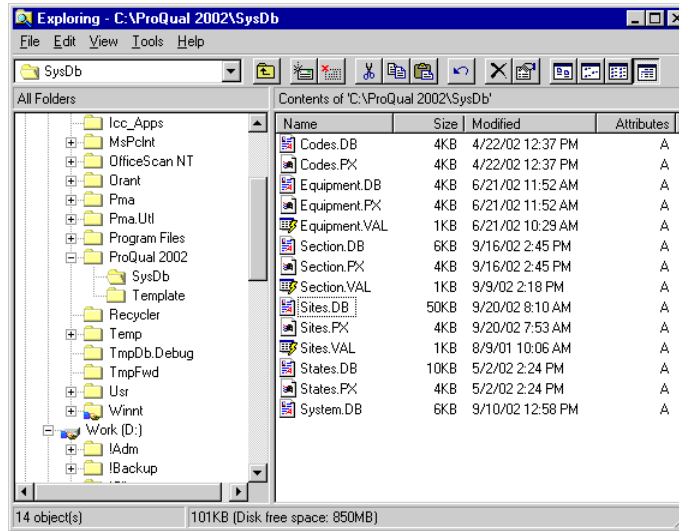 Exploring - C:\ProQual 2002\SysDb
File Edit View Tools Help
SysDb
All Folders
Contents of 'C:\ProQual 2002\SysDb'
Icc_Apps
MsPclnt
OfficeScan NT
Orant
Pma
Pma.Utl
Program Files
ProQual 2002
SysDb
Template
Recycler
Temp
TmpDb.Debug
TmpFwd
Usr
Winnt
Work (D:)
!Adm
!Backup
Name Size Modified Attributes
Codes.DB 4KB 4/22/02 12:37 PM A
Codes.PX 4KB 4/22/02 12:37 PM A
Equipment.DB 4KB 6/21/02 11:52 AM A
Equipment.PX 4KB 6/21/02 11:52 AM A
Equipment.VAL 1KB 6/21/02 10:29 AM A
Section.DB 6KB 9/16/02 2:45 PM A
Section.PX 4KB 9/16/02 2:45 PM A
Section.VAL 1KB 9/9/02 2:18 PM A
Sites.DB 50KB 9/20/02 8:10 AM A
Sites.PX 4KB 9/20/02 7:53 AM A
Sites.VAL 1KB 8/9/01 10:06 AM A
States.DB 10KB 5/2/02 2:24 PM A
States.PX 4KB 5/2/02 2:24 PM A
System.DB 6KB 9/10/02 12:58 PM A
14 object(s)
101KB (Disk free space: 850MB)